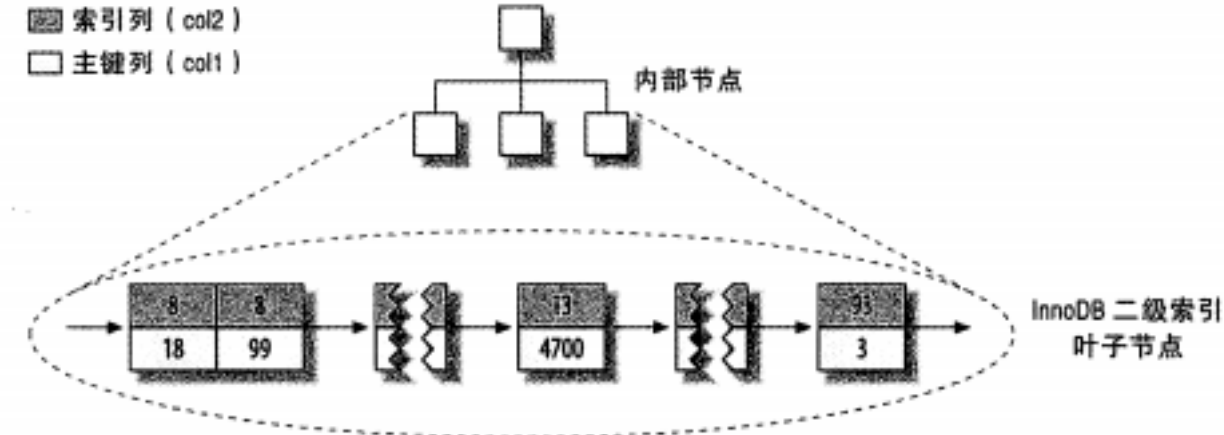 索引列（col2）
主键列（col1）
内部节点
8 8
18 99
13
4700
93
3
InnoDB 二级索引
叶子节点